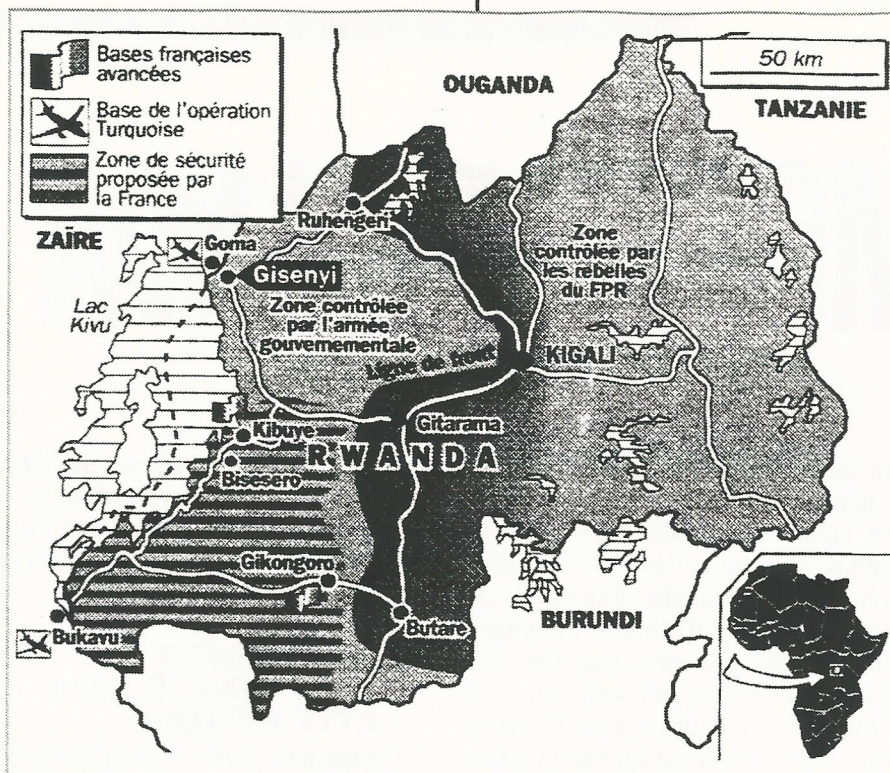 Bases françaises
avancées
Base de l'opération
Turquoise
Zone de sécurité
proposée par
la France
50 km
OUGANDA
TANZANIE
ZAÏRE
Goma
Ruhengeri
Gisenyi
Zone
contrôlée par
les rebelles
du FPR
Lac
Kivu
Zone contrôlée
par l'armée
gouvernementale
Ligne de front
KIGALI
Kibuye
Gitarama
RWANDA
Bisesero
Gikongoro
Bukavu
Butare
BURUNDI